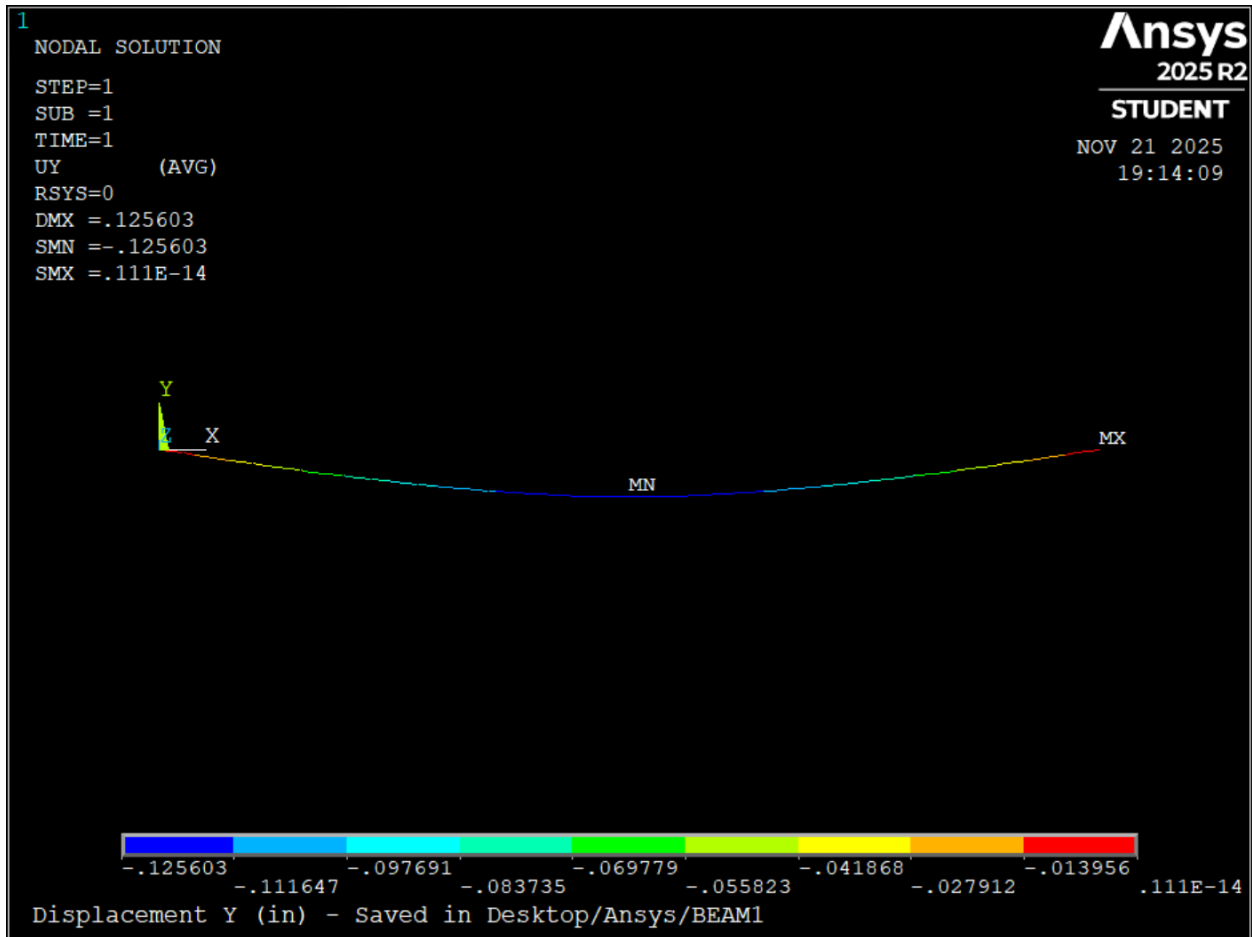 1
NODAL SOLUTION
STEP=1
SUB =1
TIME=1
UY (AVG)
RSYS=0
DMX =.125603
SMN =-.125603
SMX =.111E-14
Ansys
2025 R2
STUDENT
NOV 21 2025
19:14:09
Y
Z X
MN
MX
-.125603 -.097691 -.069779 -.041868 -.013956
-.111647 -.083735 -.055823 -.027912 .111E-14
Displacement Y (in) - Saved in Desktop/Ansys/BEAM1